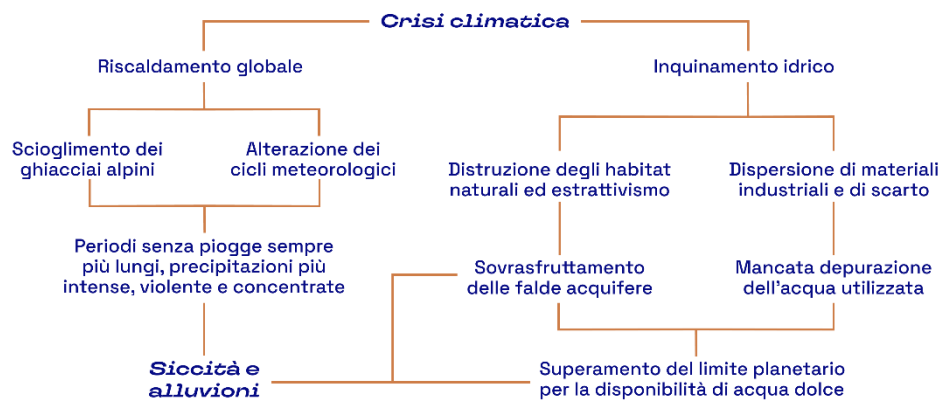 Crisi climatica
Riscaldamento globale
Inquinamento idrico
Scioglimento dei
ghiacciai alpini
Alterazione dei
cicli meteorologici
Distruzione degli habitat
naturali ed estrattivismo
Dispersione di materiali
industriali e di scarto
Periodi senza piogge sempre
più lungi, precipitazioni più
intense, violente e concentrate
Sovrasfruttamento
delle falde acquifere
Mancata depurazione
dell'acqua utilizzata
Siccità e
alluvioni
Superamento del limite planetario
per la disponibilità di acqua dolce